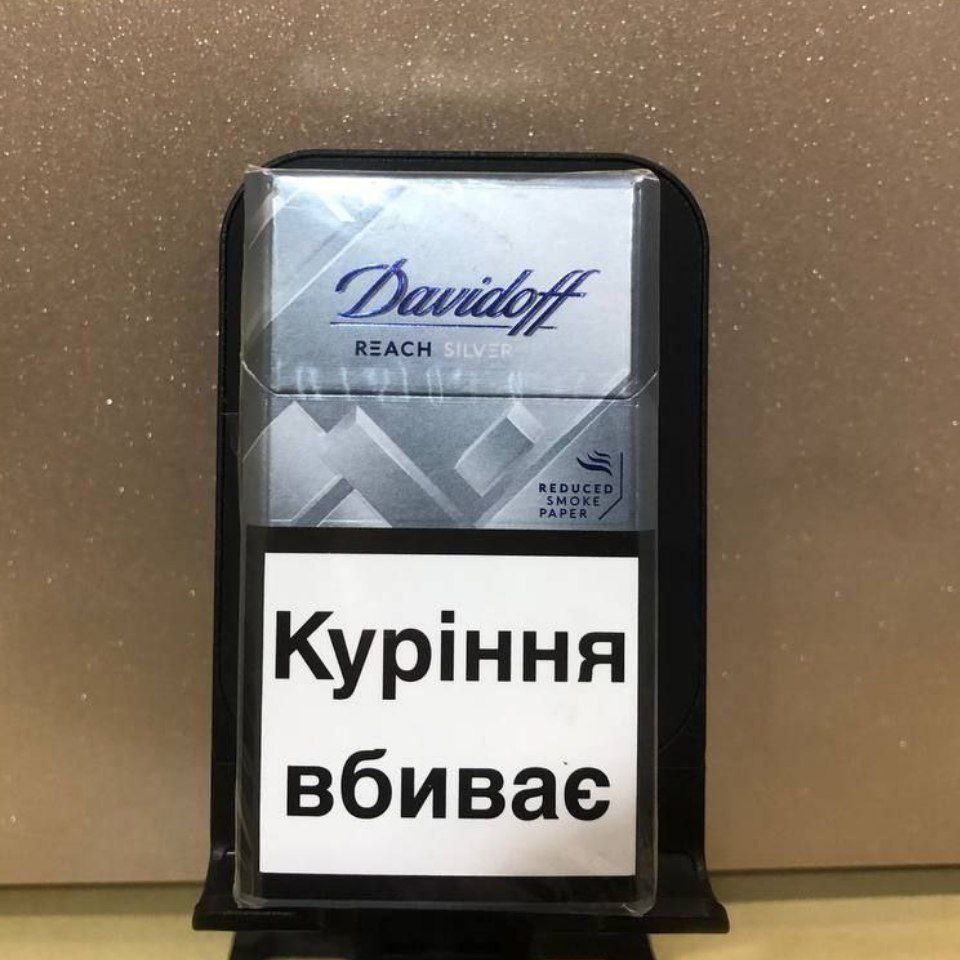 Davidoff
REACH SILVER
REDUCED
SMOKE
PAPER
Куріння
вбиває